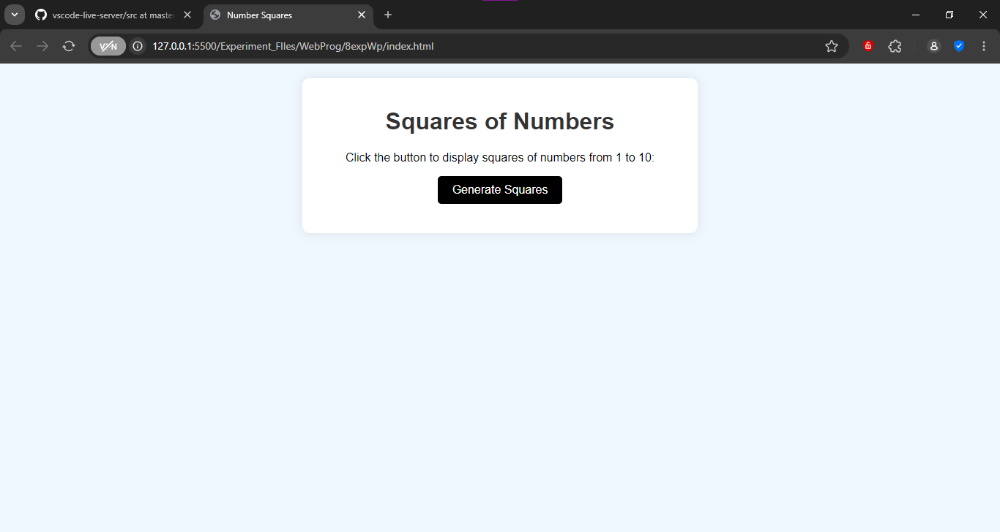 vscode-live-server/src at master
Number Squares
VPN
127.0.0.1:5500/Experiment_FIles/WebProg/8expWp/index.html
Squares of Numbers
Click the button to display squares of numbers from 1 to 10:
Generate Squares